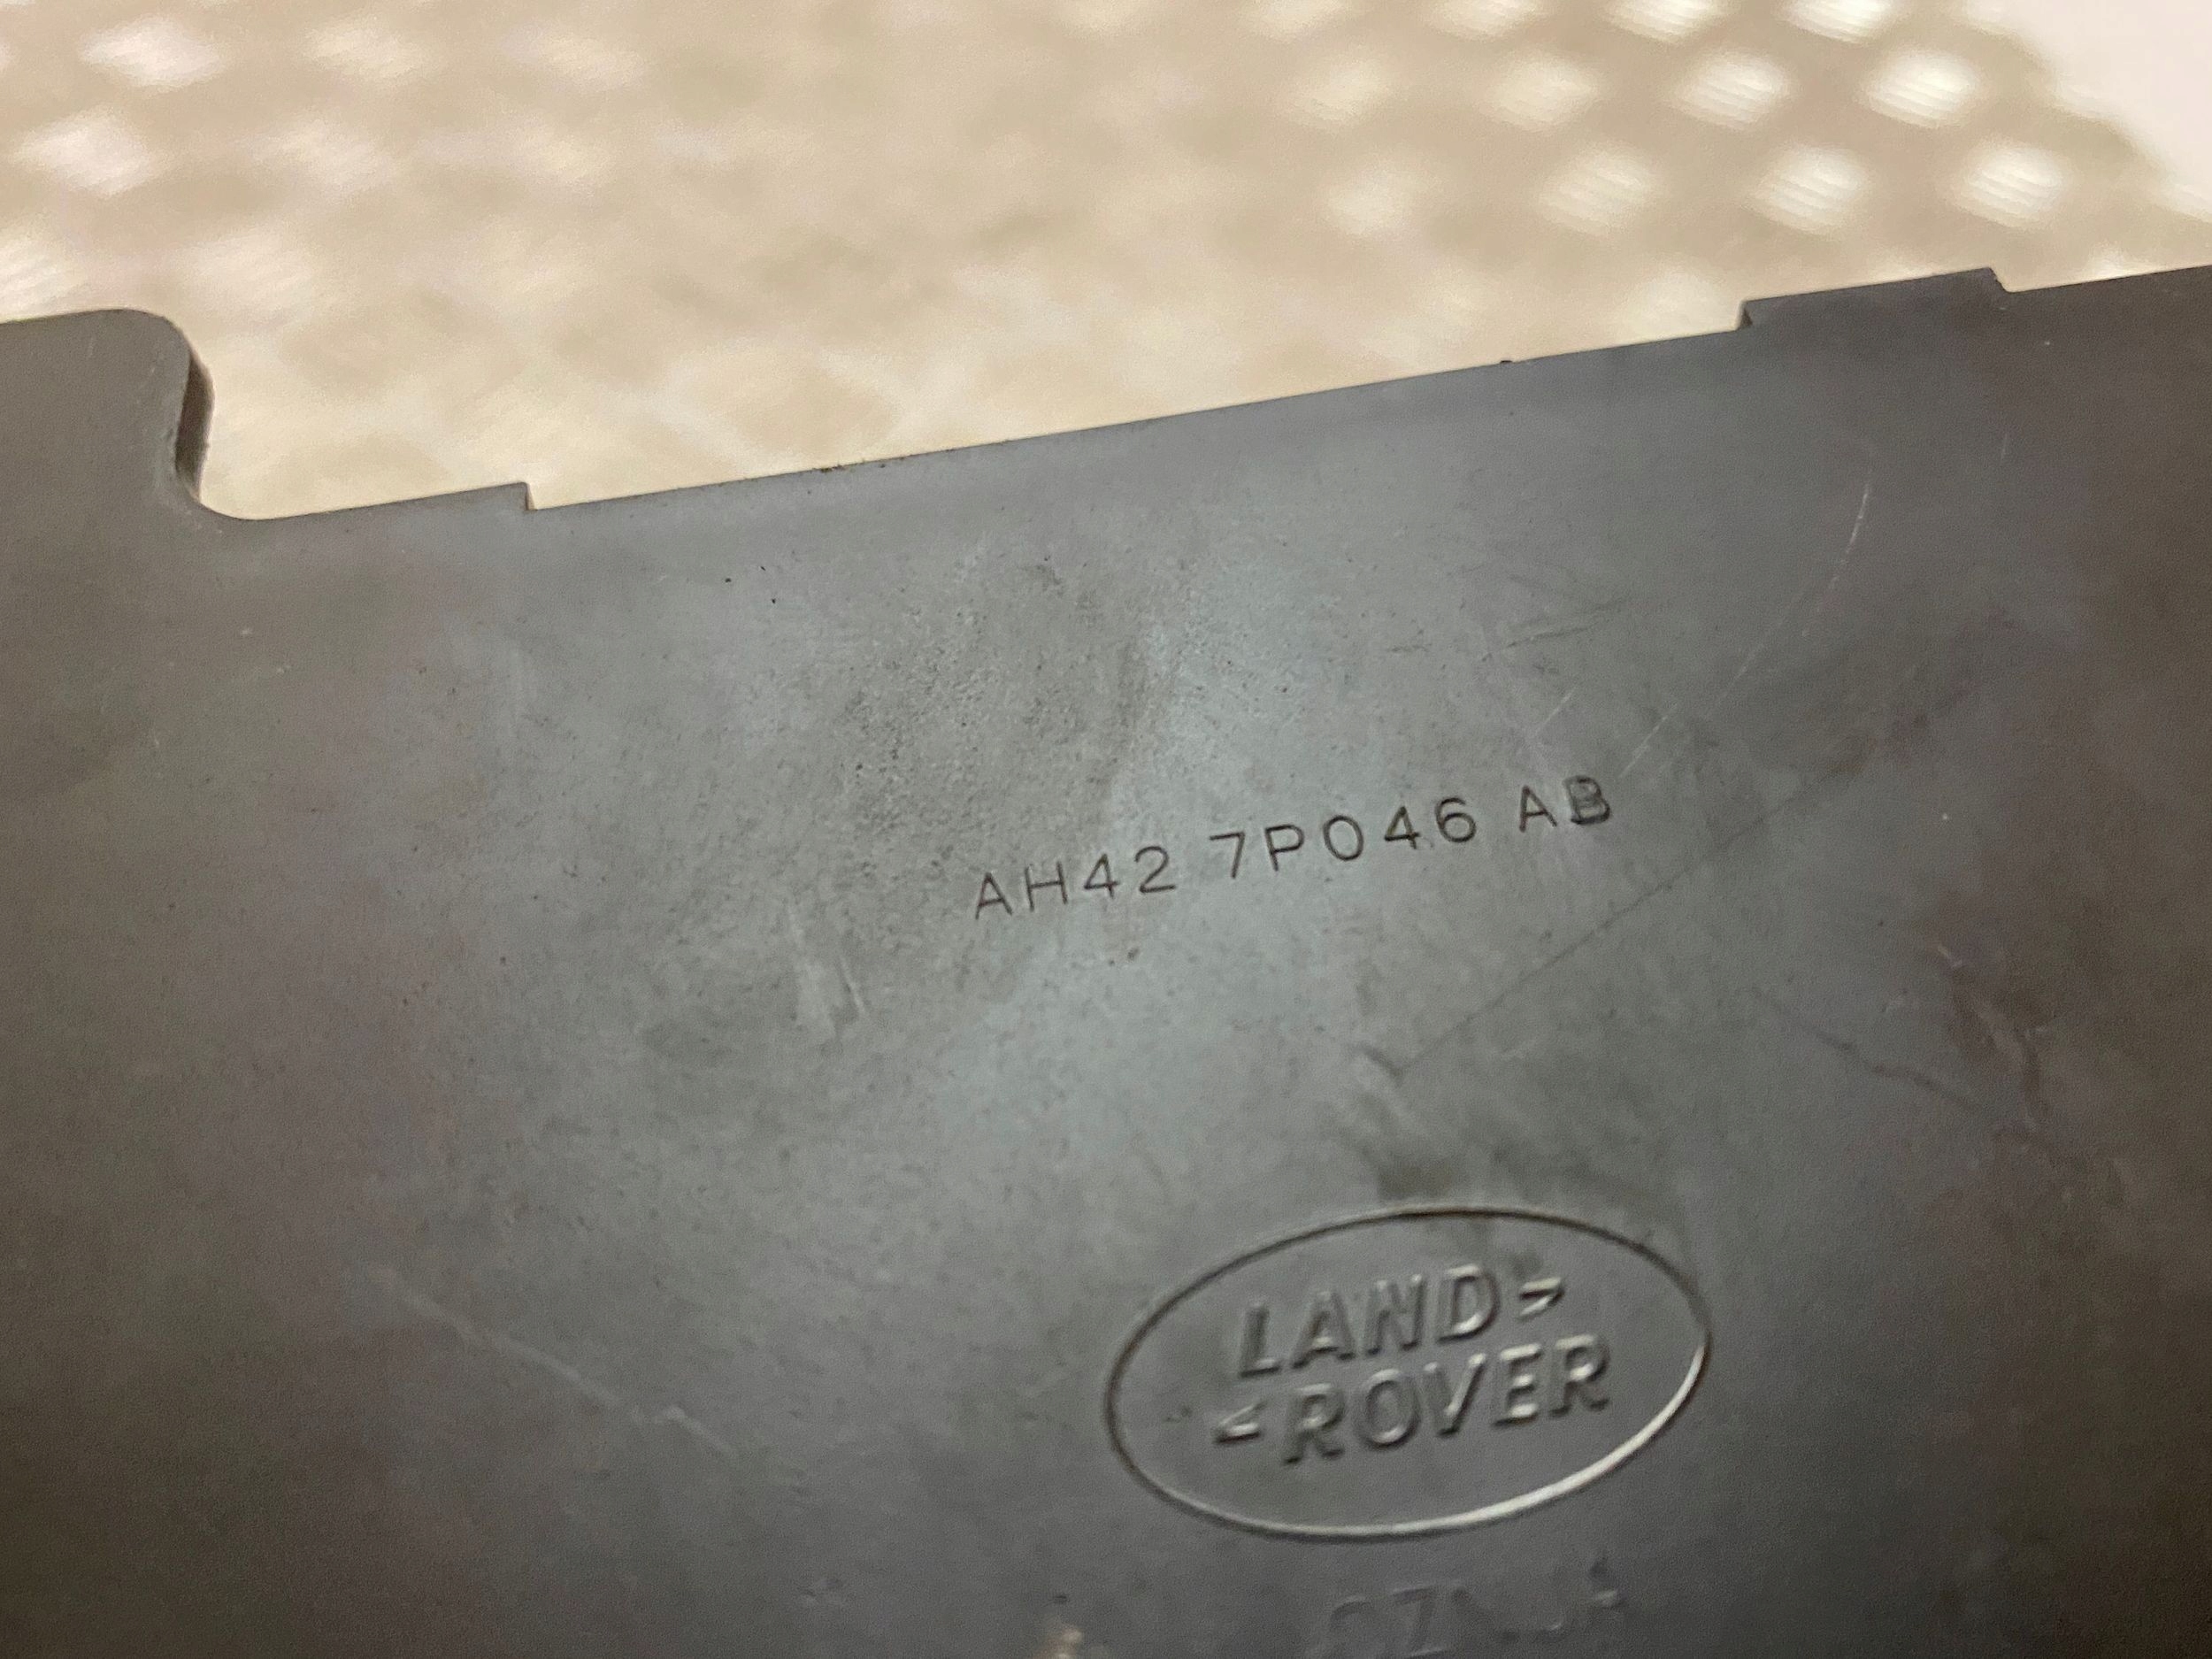 AH42 7P046 AB
LAND>
<ROVER